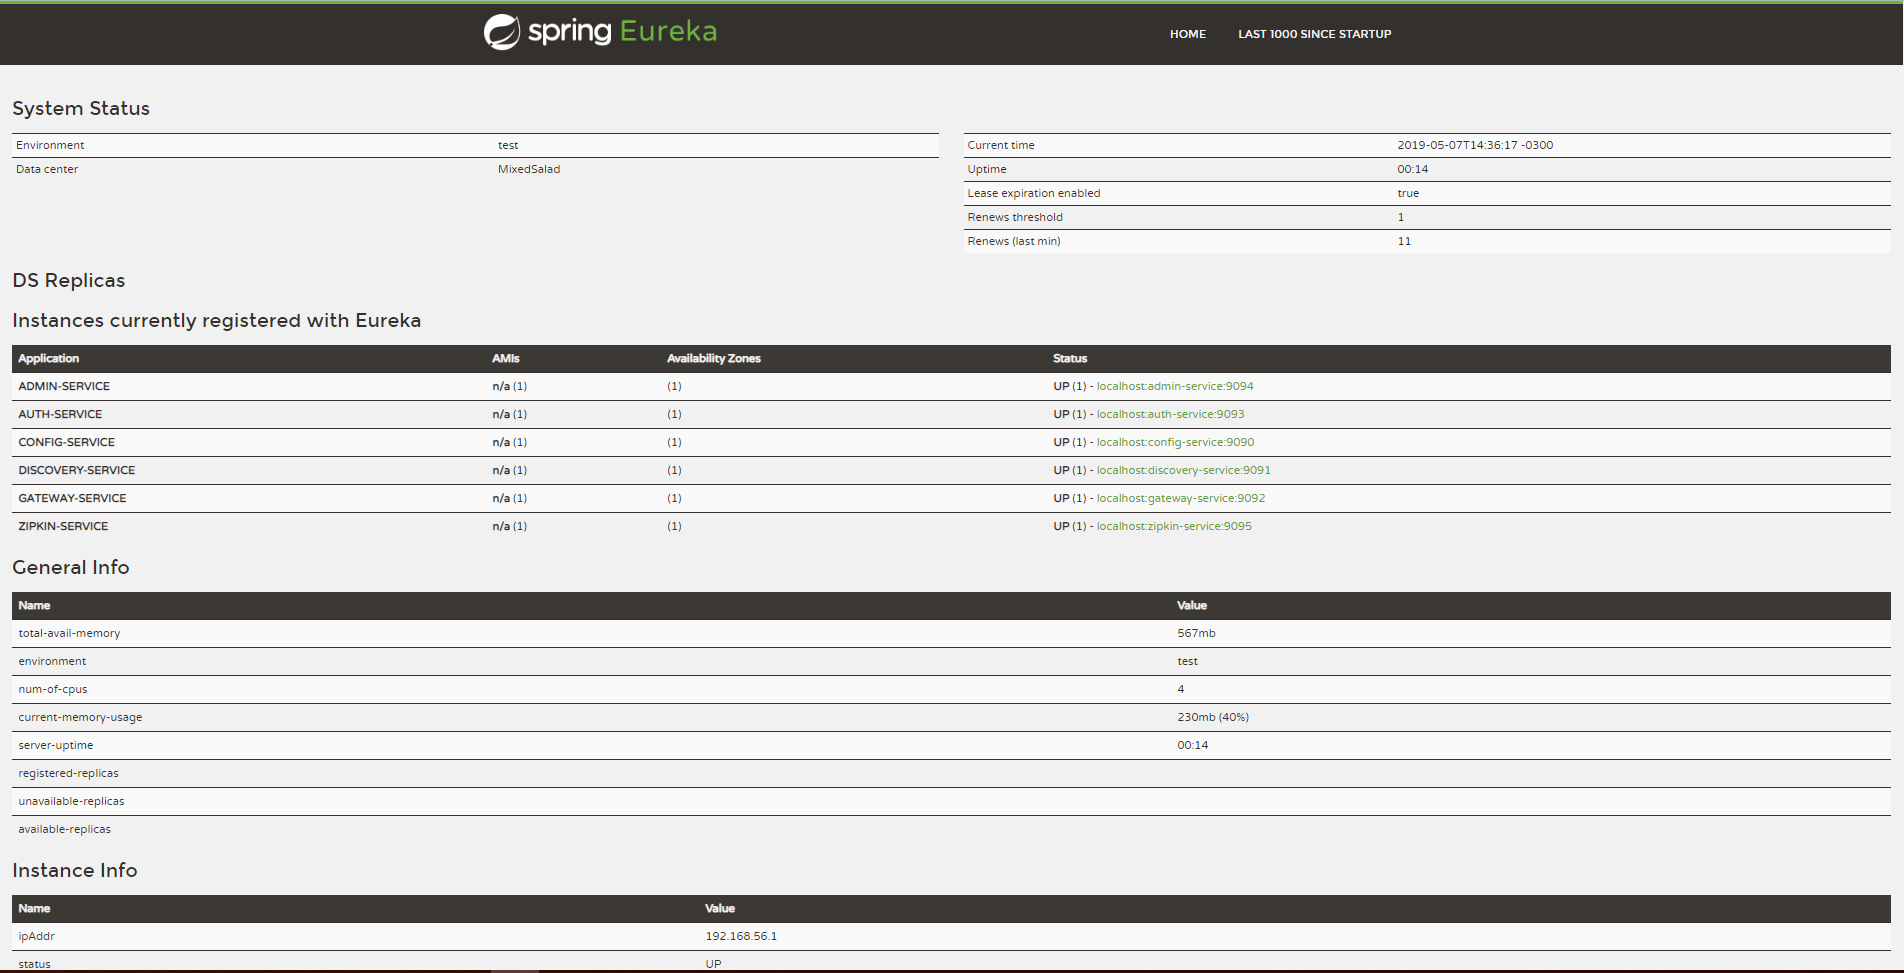 spring Eureka
HOME LAST 1000 SINCE STARTUP
System Status
Environment test
Data center MixedSalad
Current time 2019-05-07T14:36:17 -0300
Uptime 00:14
Lease expiration enabled true
Renews threshold 1
Renews (last min) 11
DS Replicas
Instances currently registered with Eureka
Application AMIs Availability Zones Status
ADMIN-SERVICE n/a (1) (1) UP (1) - localhost:admin-service:9094
AUTH-SERVICE n/a (1) (1) UP (1) - localhost:auth-service:9093
CONFIG-SERVICE n/a (1) (1) UP (1) - localhost:config-service:9090
DISCOVERY-SERVICE n/a (1) (1) UP (1) - localhost:discovery-service:9091
GATEWAY-SERVICE n/a (1) (1) UP (1) - localhost:gateway-service:9092
ZIPKIN-SERVICE n/a (1) (1) UP (1) - localhost:zipkin-service:9095
General Info
Name Value
total-avail-memory 567mb
environment test
num-of-cpus 4
current-memory-usage 230mb (40%)
server-uptime 00:14
registered-replicas
unavailable-replicas
available-replicas
Instance Info
Name Value
ipAddr 192.168.56.1
status UP